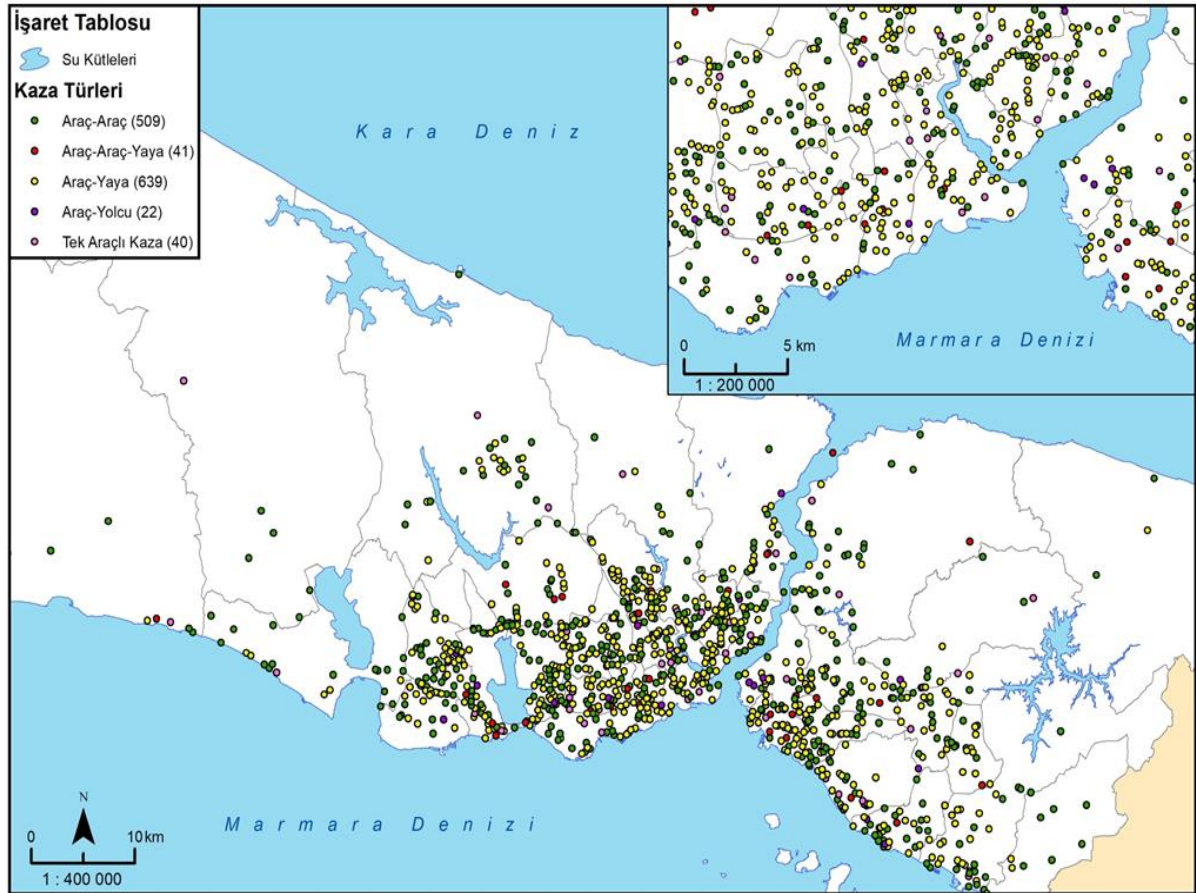 İşaret Tablosu
Su Kütleleri
Kaza Türleri
Araç-Araç (509)
Araç-Araç-Yaya (41)
Araç-Yaya (639)
Araç-Yolcu (22)
Tek Araçlı Kaza (40)
Kara Deniz
Marmara Denizi
0 5 km
1 : 200 000
Marmara Denizi
N
0 10 km
1 : 400 000